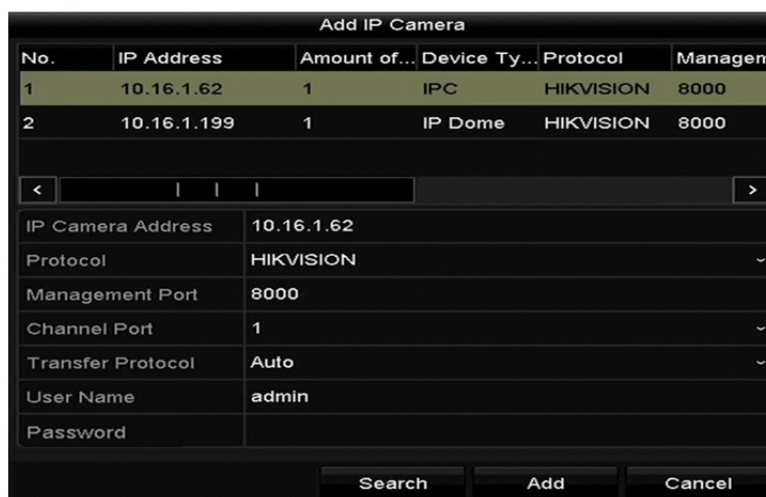 Add IP Camera
No. IP Address Amount of... Device Ty... Protocol Managem
1 10.16.1.62 1 IPC HIKVISION 8000
2 10.16.1.199 1 IP Dome HIKVISION 8000
IP Camera Address 10.16.1.62
Protocol HIKVISION
Management Port 8000
Channel Port 1
Transfer Protocol Auto
User Name admin
Password
Search Add Cancel